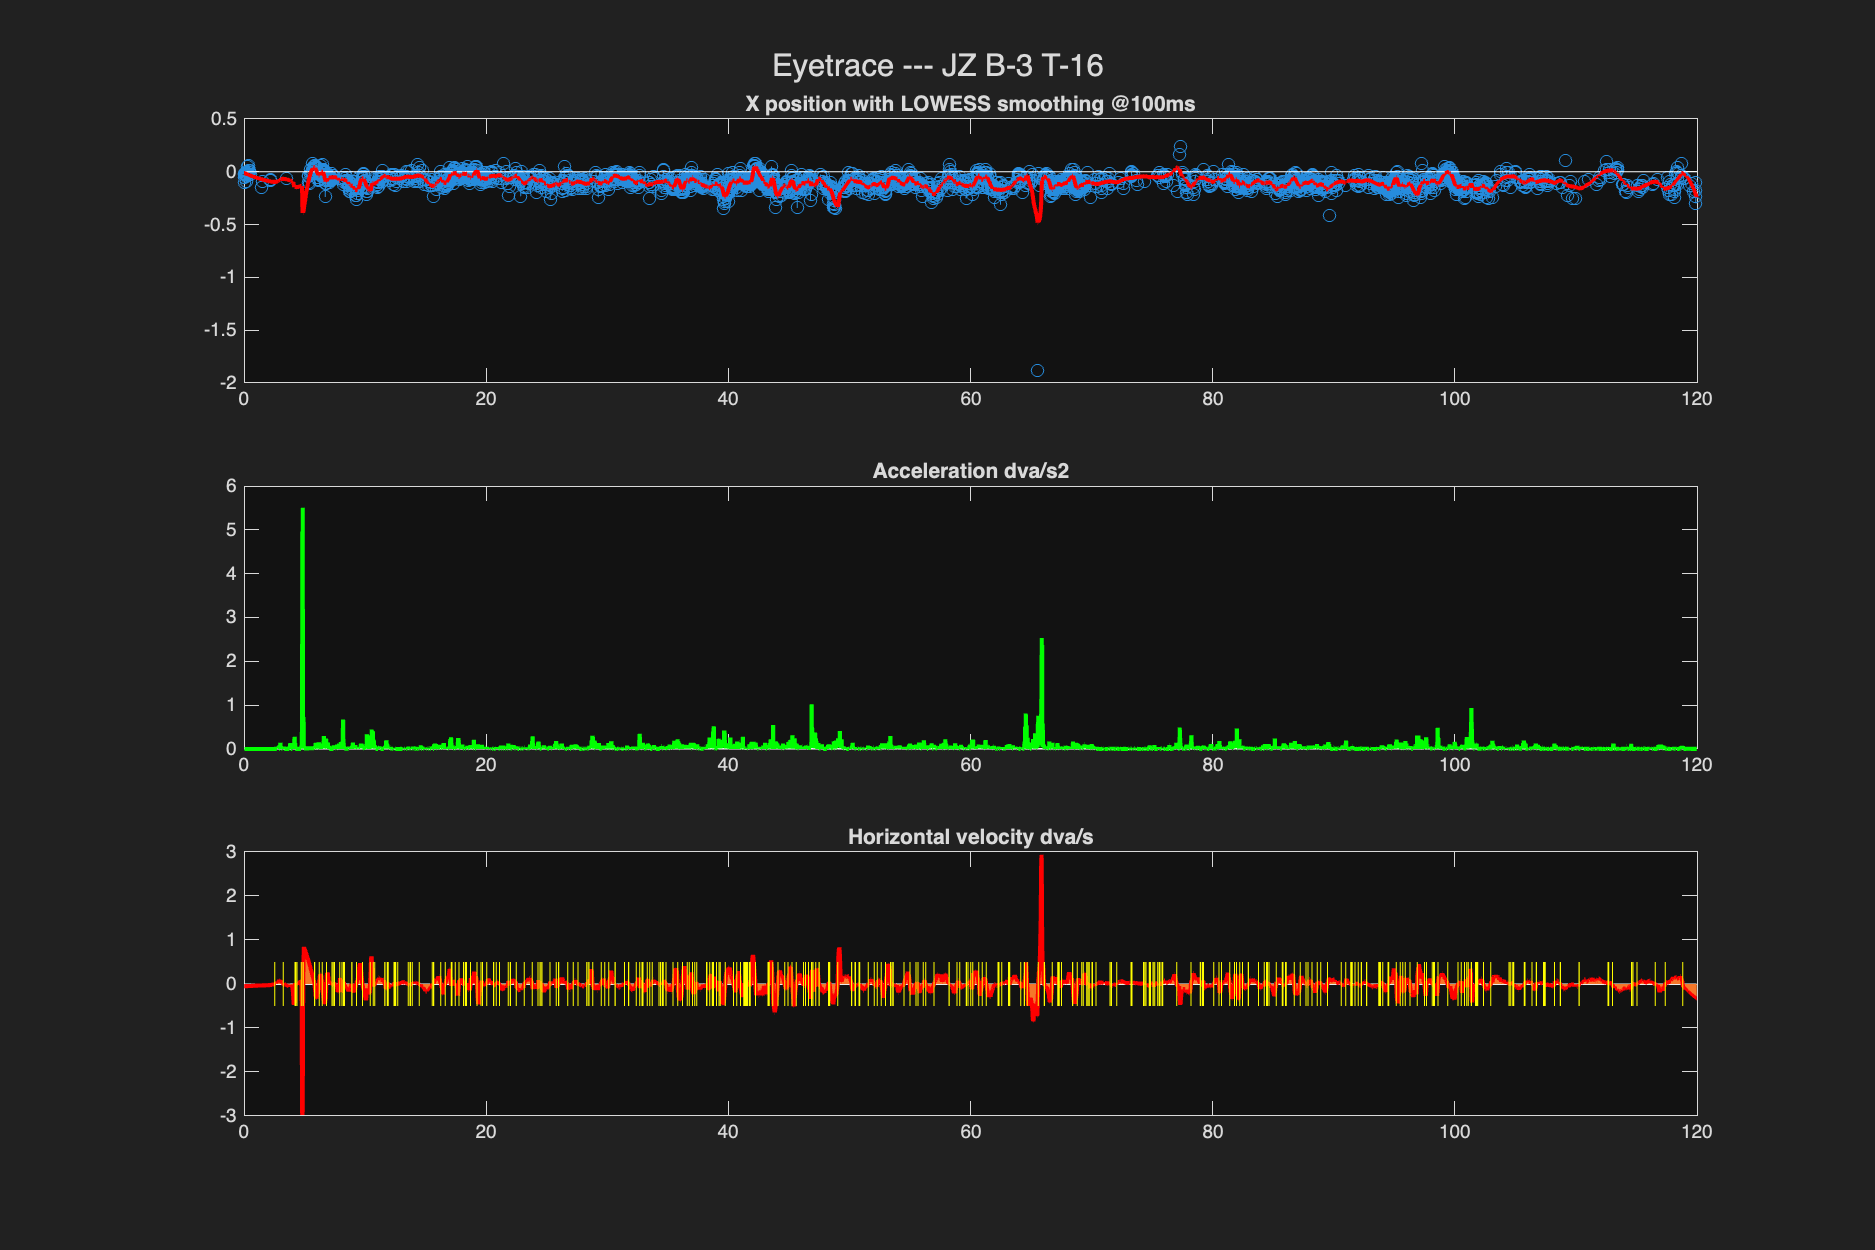 Eyetrace --- JZ B-3 T-16
X position with LOWESS smoothing @100ms
0.5
0
-0.5
-1
-1.5
-2
0 20 40 60 80 100 120
Acceleration dva/s2
6
5
4
3
2
1
0
0 20 40 60 80 100 120
Horizontal velocity dva/s
3
2
1
0
-1
-2
-3
0 20 40 60 80 100 120